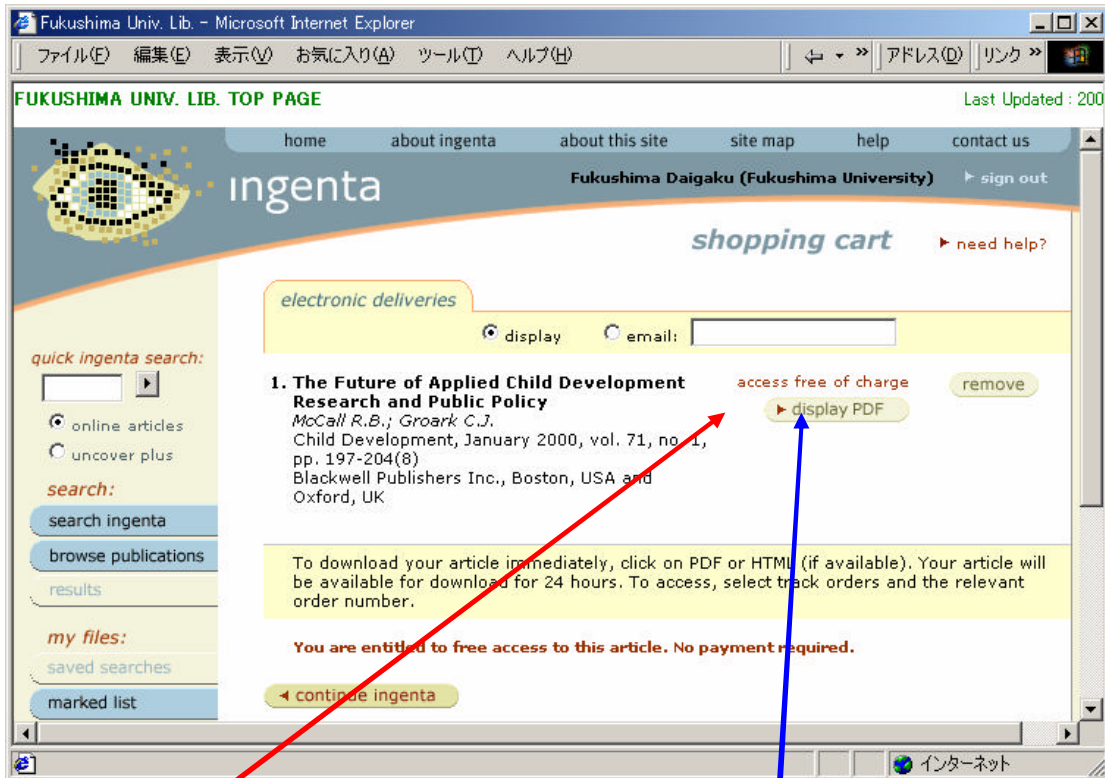 Fukushima Univ. Lib. - Microsoft Internet Explorer
ファイル(F) 編集(E) 表示(V) お気に入り(A) ツール(T) ヘルプ(H) » アドレス(D) リンク »
FUKUSHIMA UNIV. LIB. TOP PAGE Last Updated : 200
home about ingenta about this site site map help contact us
ingenta Fukushima Daigaku (Fukushima University) sign out
shopping cart need help?
electronic deliveries
display email:
quick ingenta search:
online articles
uncover plus
search:
search ingenta
browse publications
results
my files:
saved searches
marked list
1. The Future of Applied Child Development
Research and Public Policy
McCall R.B.; Groark C.J.
Child Development, January 2000, vol. 71, no. 1,
pp. 197-204(8)
Blackwell Publishers Inc., Boston, USA and
Oxford, UK
access free of charge
display PDF
remove
To download your article immediately, click on PDF or HTML (if available). Your article will
be available for download for 24 hours. To access, select track orders and the relevant
order number.
You are entitled to free access to this article. No payment required.
continue ingenta
インターネット